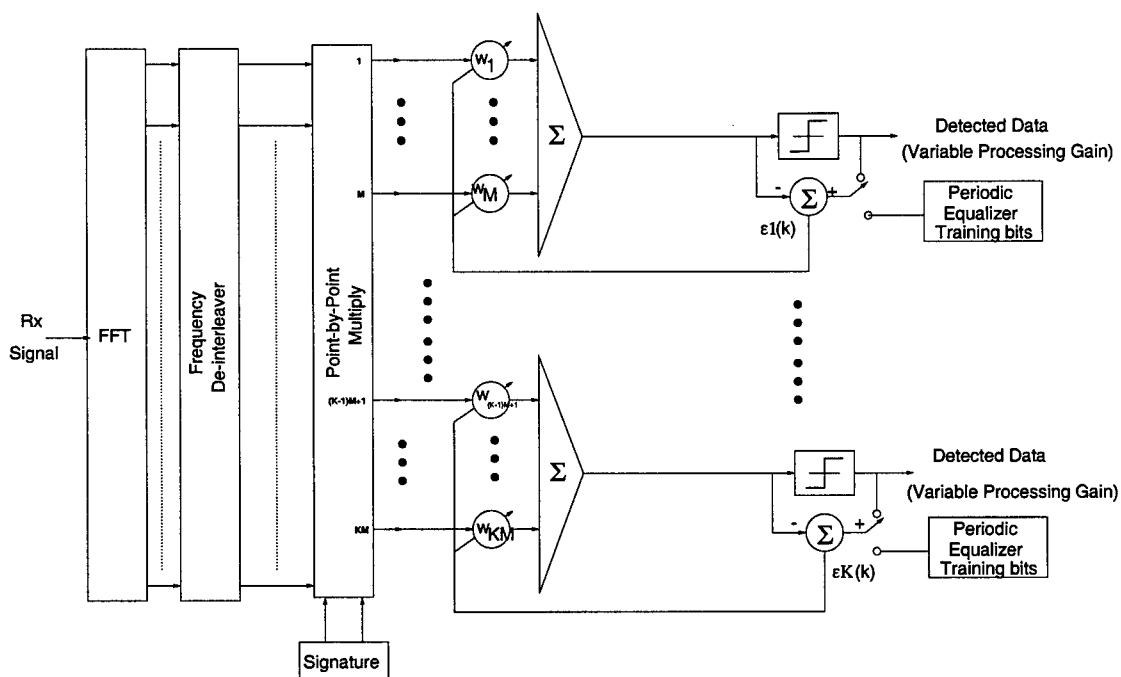 Rx
Signal
FFT
Frequency
De-interleaver
Point-by-Point
Multiply
Signature
1
M
(K-1)M+1
KM
W1
WM
W(K-1)M+1
WKM
Σ
Detected Data
(Variable Processing Gain)
- Σ +
ε1(k)
Periodic
Equalizer
Training bits
Σ
Detected Data
(Variable Processing Gain)
- Σ +
εK(k)
Periodic
Equalizer
Training bits